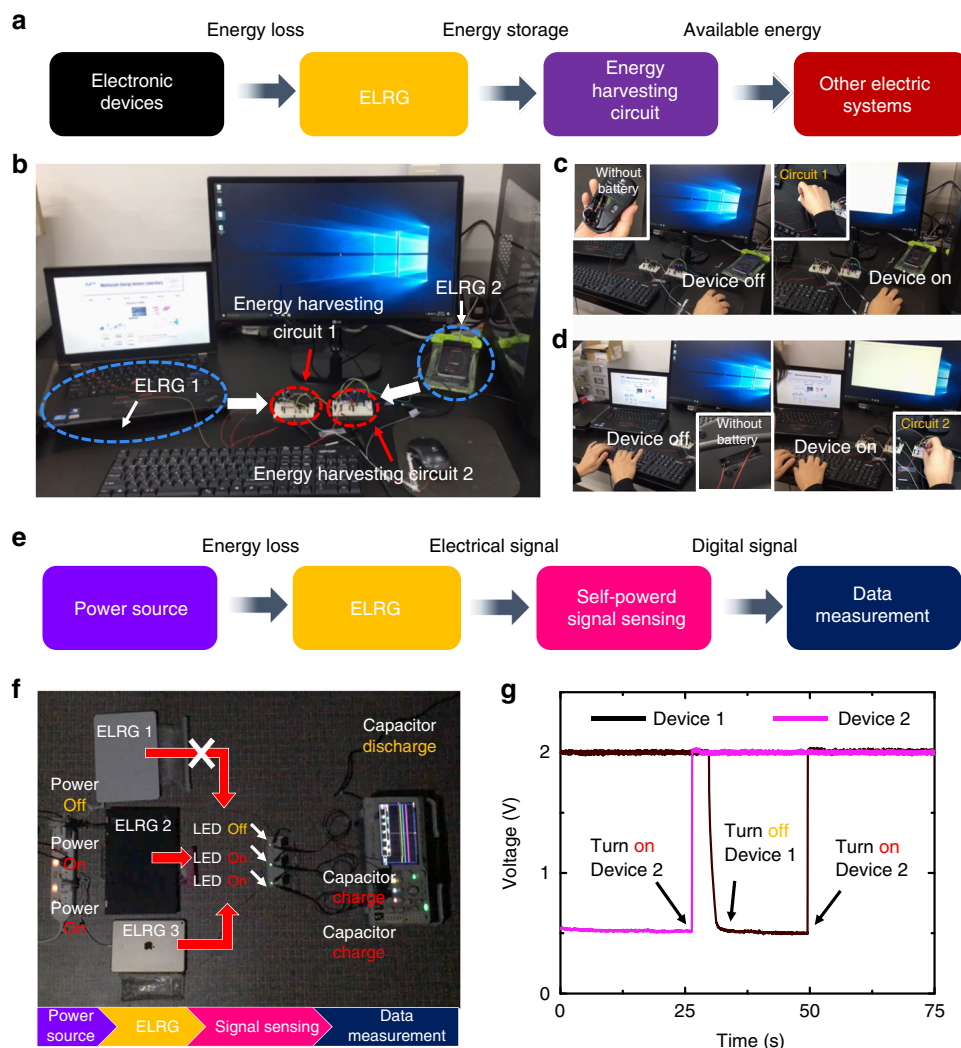 a
Energy loss
Energy storage
Available energy
Electronic
devices
ELRG
Energy
harvesting
circuit
Other electric
systems
b
ELRG 2
Energy harvesting
circuit 1
ELRG 1
Energy harvesting circuit 2
c
Without
battery
Device off
Circuit 1
Device on
d
Device off
Without
battery
Device on
Circuit 2
e
Energy loss
Electrical signal
Digital signal
Power source
ELRG
Self-powerd
signal sensing
Data
measurement
f
ELRG 1
Capacitor
discharge
Power
Off
ELRG 2
LED Off
Power
On
LED On
LED On
Capacitor
charge
Power
On
ELRG 3
Capacitor
charge
Power
source
ELRG
Signal sensing
Data
measurement
g
Device 1
Device 2
Voltage (V)
2
1
0
Turn on
Device 2
Turn off
Device 1
Turn on
Device 2
0
25
50
75
Time (s)